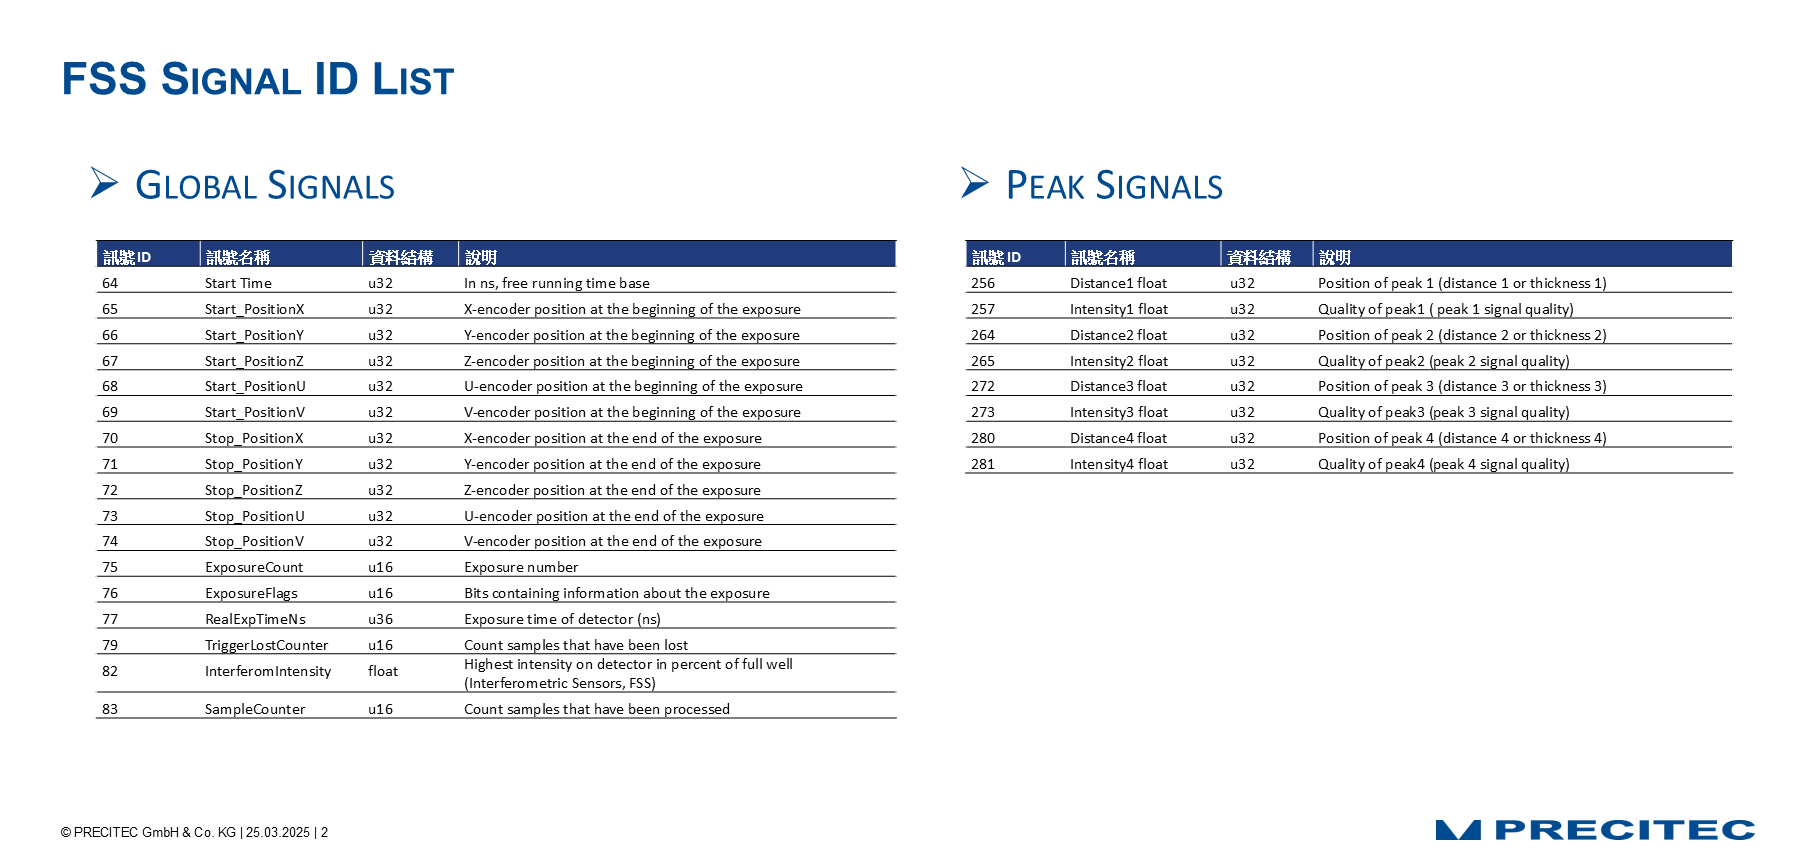 FSS SIGNAL ID LIST
GLOBAL SIGNALS
訊號ID 訊號名稱 資料結構 說明
64 Start Time u32 In ns, free running time base
65 Start_PositionX u32 X-encoder position at the beginning of the exposure
66 Start_PositionY u32 Y-encoder position at the beginning of the exposure
67 Start_PositionZ u32 Z-encoder position at the beginning of the exposure
68 Start_PositionU u32 U-encoder position at the beginning of the exposure
69 Start_PositionV u32 V-encoder position at the beginning of the exposure
70 Stop_PositionX u32 X-encoder position at the end of the exposure
71 Stop_PositionY u32 Y-encoder position at the end of the exposure
72 Stop_PositionZ u32 Z-encoder position at the end of the exposure
73 Stop_PositionU u32 U-encoder position at the end of the exposure
74 Stop_PositionV u32 V-encoder position at the end of the exposure
75 ExposureCount u16 Exposure number
76 ExposureFlags u16 Bits containing information about the exposure
77 RealExpTimeNs u36 Exposure time of detector (ns)
79 TriggerLostCounter u16 Count samples that have been lost
82 InterferomIntensity float Highest intensity on detector in percent of full well
(Interferometric Sensors, FSS)
83 SampleCounter u16 Count samples that have been processed
PEAK SIGNALS
訊號ID 訊號名稱 資料結構 說明
256 Distance1 float u32 Position of peak 1 (distance 1 or thickness 1)
257 Intensity1 float u32 Quality of peak1 ( peak 1 signal quality)
264 Distance2 float u32 Position of peak 2 (distance 2 or thickness 2)
265 Intensity2 float u32 Quality of peak2 (peak 2 signal quality)
272 Distance3 float u32 Position of peak 3 (distance 3 or thickness 3)
273 Intensity3 float u32 Quality of peak3 (peak 3 signal quality)
280 Distance4 float u32 Position of peak 4 (distance 4 or thickness 4)
281 Intensity4 float u32 Quality of peak4 (peak 4 signal quality)
© PRECITEC GmbH & Co. KG | 25.03.2025 | 2
PRECITEC